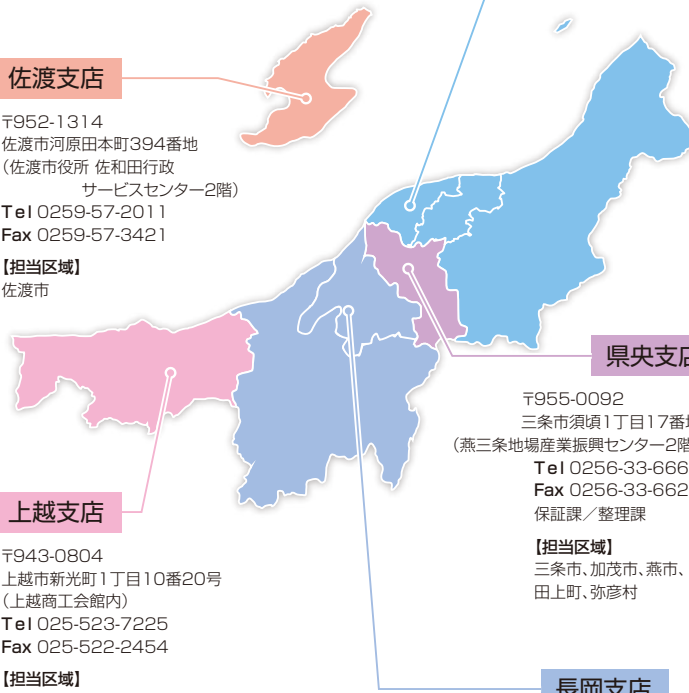 佐渡支店
〒952-1314
佐渡市河原田本町394番地
（佐渡市役所 佐和田行政
サービスセンター2階）
Tel 0259-57-2011
Fax 0259-57-3421
【担当区域】
佐渡市
県央支店
〒955-0092
三条市須頃1丁目17番地
（燕三条地場産業振興センター2階
Tel 0256-33-666
Fax 0256-33-662
保証課／整理課
【担当区域】
三条市、加茂市、燕市、
田上町、弥彦村
上越支店
〒943-0804
上越市新光町1丁目10番20号
（上越商工会館内）
Tel 025-523-7225
Fax 025-522-2454
【担当区域】
長岡支店